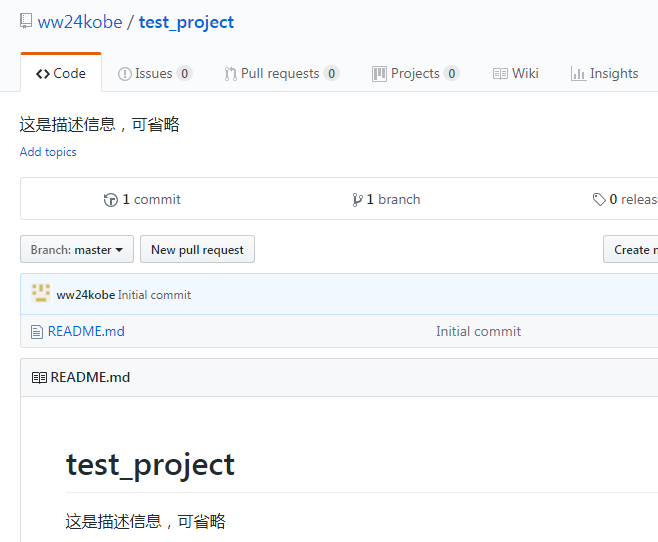 ww24kobe / test_project
Code Issues 0 Pull requests 0 Projects 0 Wiki Insights
这是描述信息，可省略
Add topics
1 commit 1 branch 0 releas
Branch: master New pull request Create n
ww24kobe Initial commit
README.md Initial commit
README.md
test_project
这是描述信息，可省略